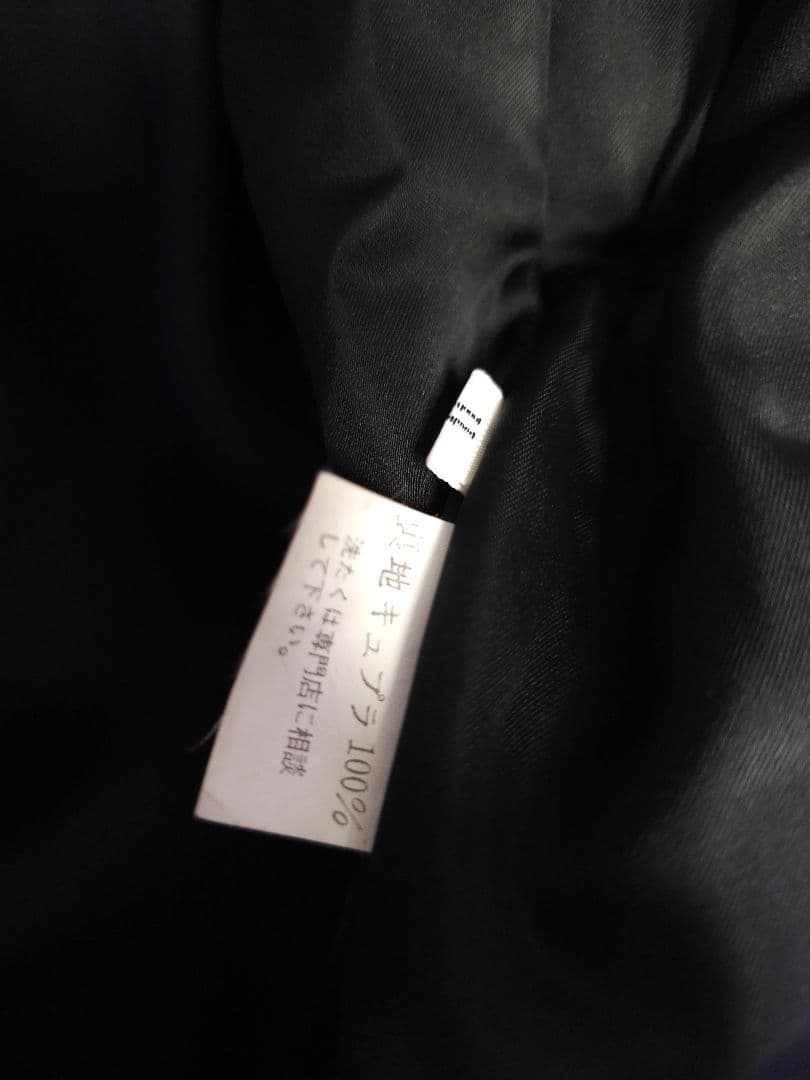 裏地キュプラ100%
洗たくは専門店に相談
して下さい。